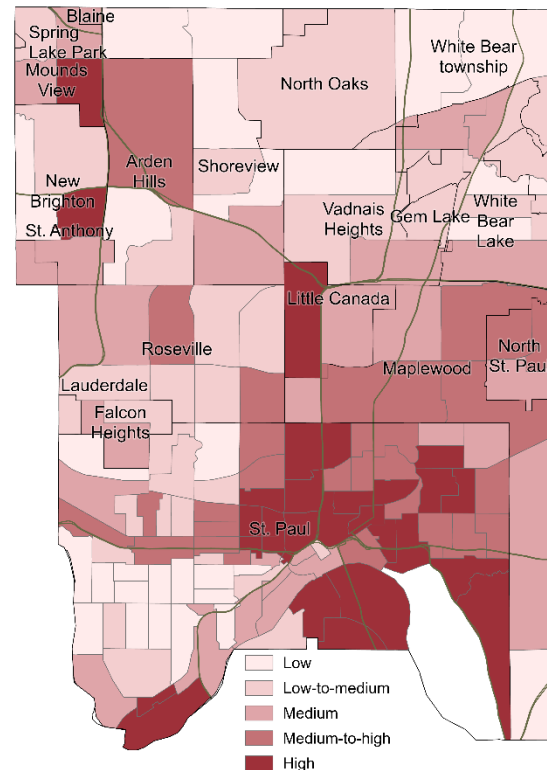 Blaine
Spring
Lake Park
Mounds
View
White Bear
township
North Oaks
Arden
Hills
Shoreview
New
Brighton
St. Anthony
Vadnais
Heights
Gem Lake
White
Bear
Lake
Little Canada
Roseville
North
St. Paul
Maplewood
Lauderdale
Falcon
Heights
St. Paul
Low
Low-to-medium
Medium
Medium-to-high
High